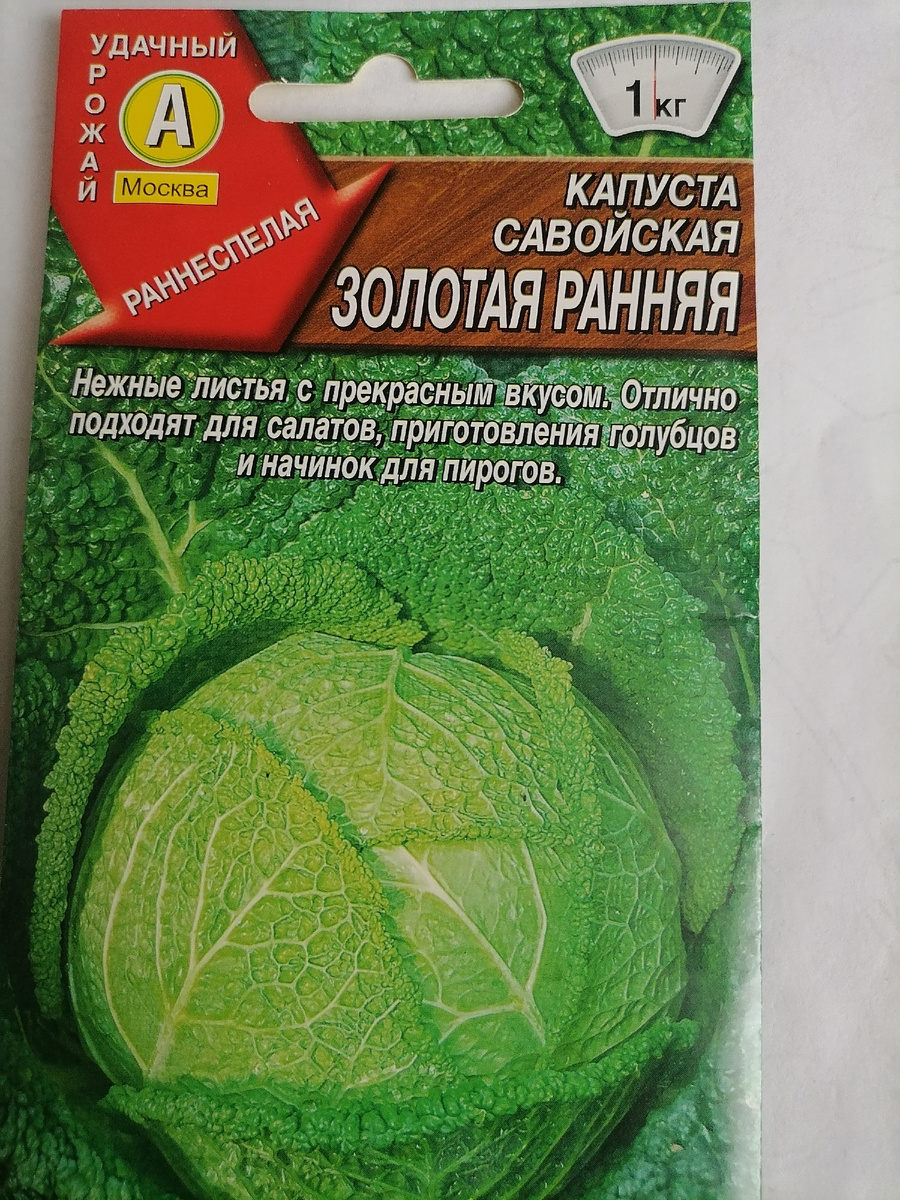 УДАЧНЫЙ
УРОЖАЙ
А
Москва
РАННЕСПЕЛАЯ
1 кг
КАПУСТА
САВОЙСКАЯ
ЗОЛОТАЯ РАННЯЯ
Нежные листья с прекрасным вкусом. Отлично
подходят для салатов, приготовления голубцов
и начинок для пирогов.